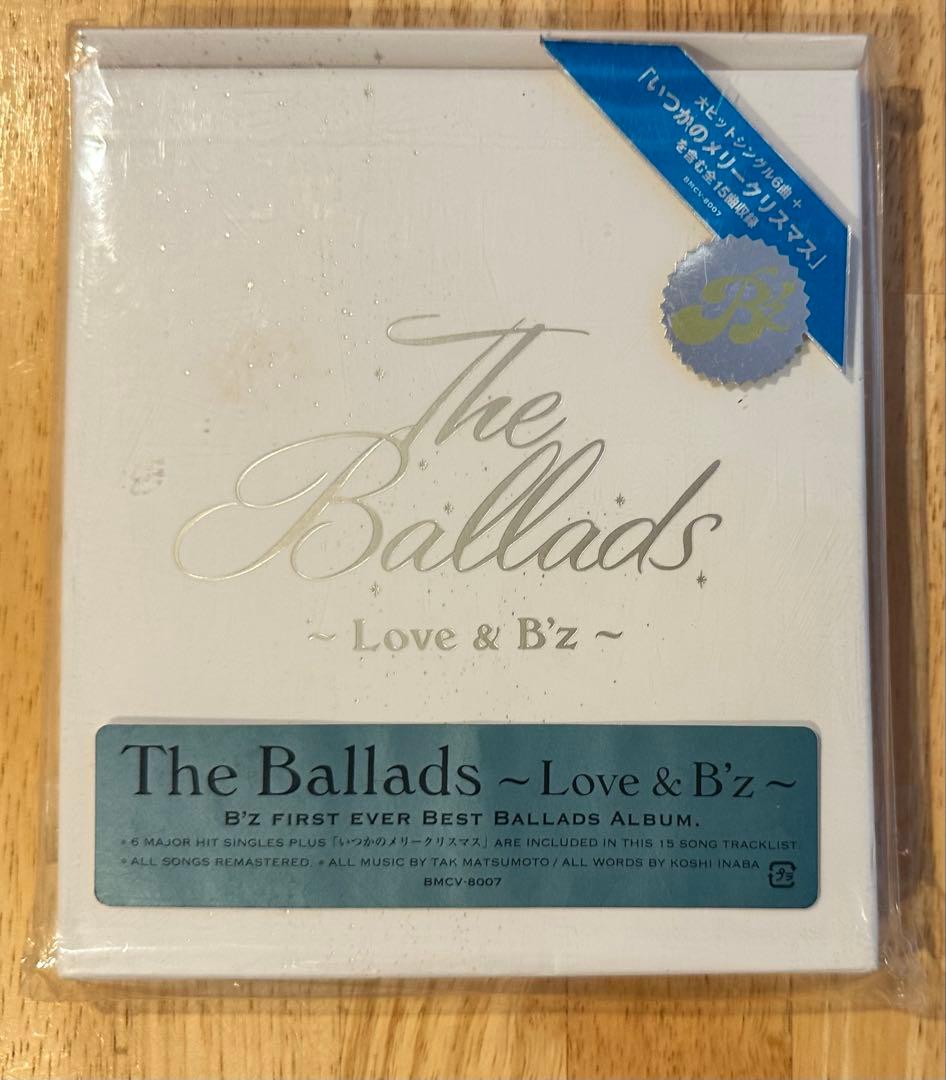 大ヒットシングル6曲+
「いつかのメリークリスマス」
を含む全15曲収録
BMCV-8007
B'z
The
Ballads
~ Love & B'z ~
The Ballads ~ Love & B'z ~
B'z FIRST EVER BEST BALLADS ALBUM.
• 6 MAJOR HIT SINGLES PLUS「いつかのメリークリスマス」ARE INCLUDED IN THIS 15 SONG TRACKLIST.
• ALL SONGS REMASTERED. • ALL MUSIC BY TAK MATSUMOTO / ALL WORDS BY KOSHI INABA
BMCV-8007
プラ